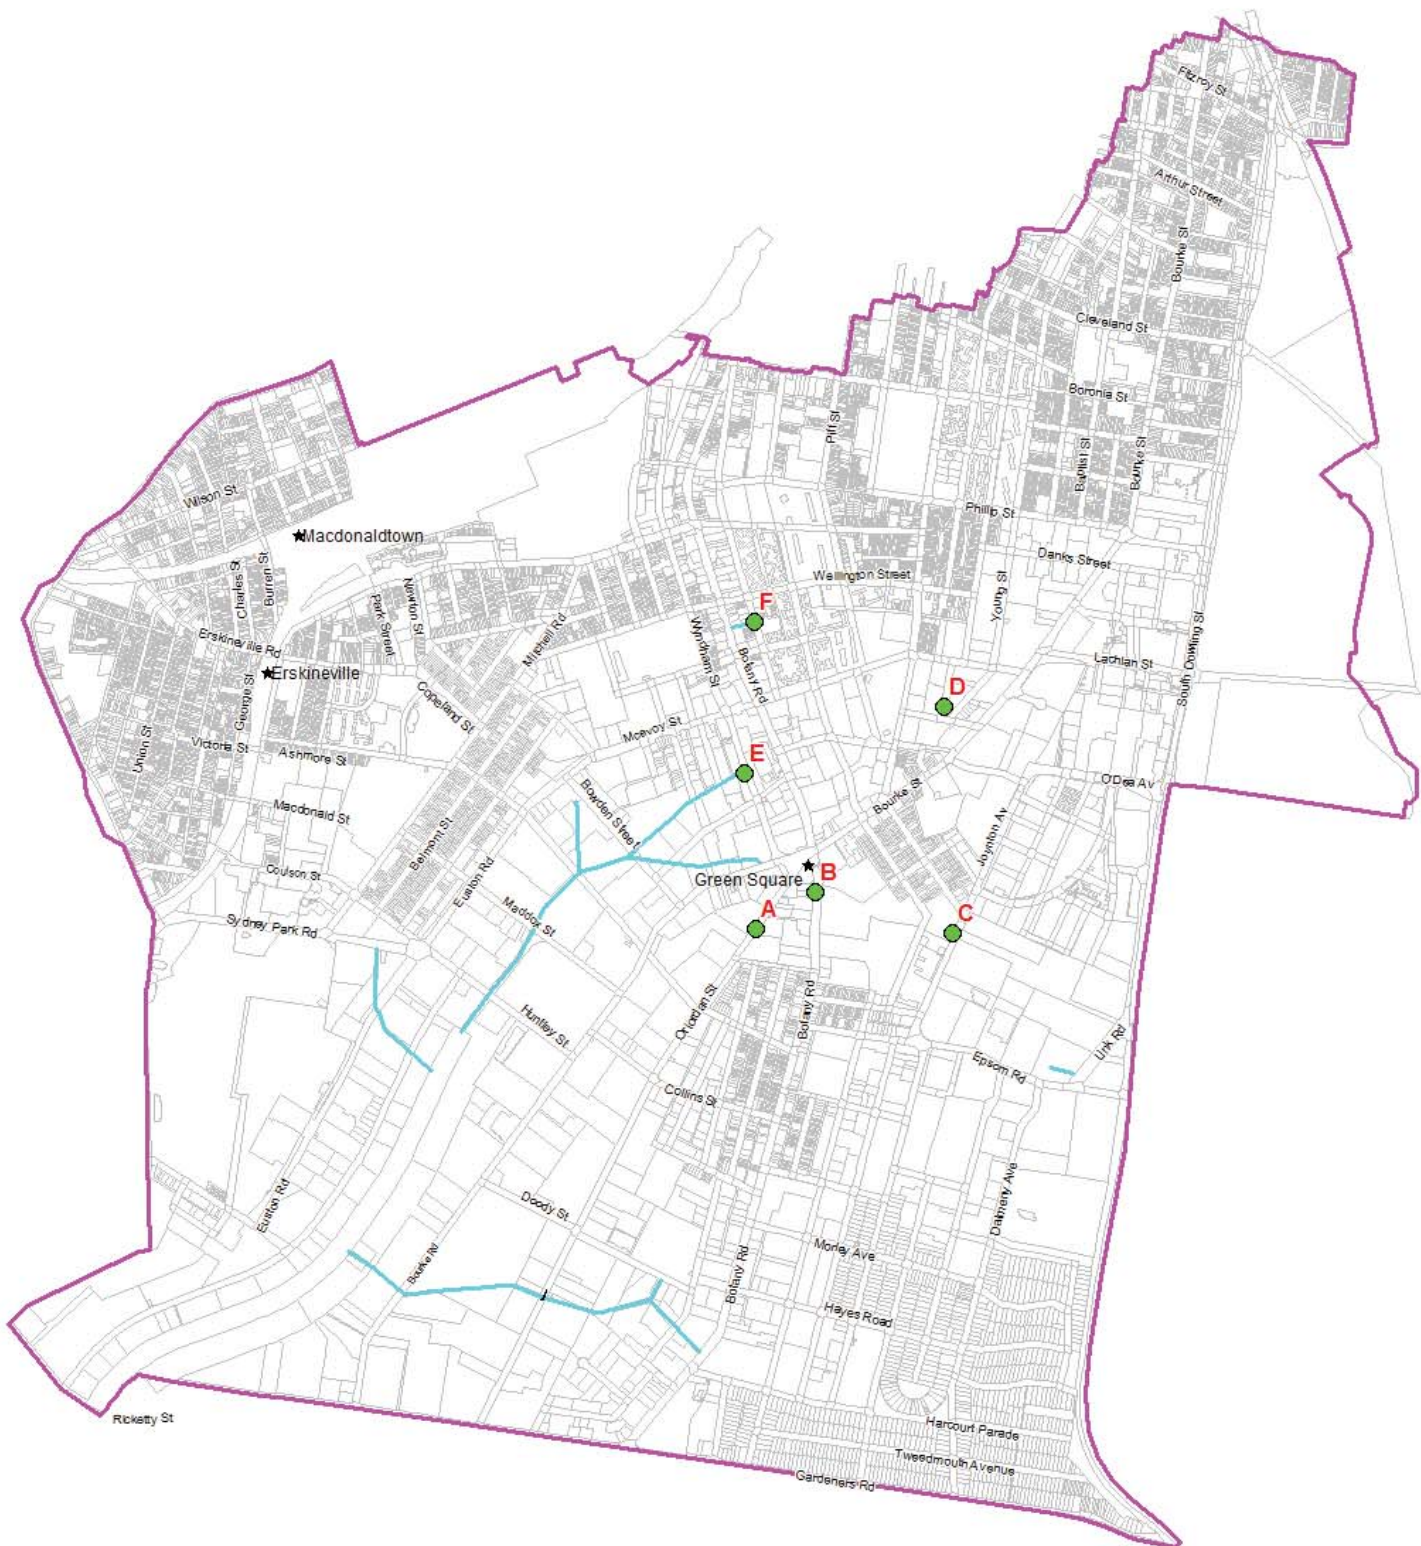 Fitzroy St
Arthur Street
Bourke St
Cleveland St
Boronia St
Pitt St
Baptist St
Bourke St
Wilson St
Phillip St
Macdonaldtown
Danks Street
Charles St
Burren St
Newton St
Park Street
Wellington Street
Young St
F
Mitchell Rd
Wyndham St
Botany Rd
Erskineville Rd
South Dowling St
Lachlan St
Erskineville
George St
Copeland St
D
Union St
Victoria St
Ashmore St
Mcevoy St
E
O'Dea Av
Bowden Street
Bourke St
Macdonald St
Belmont St
Joynton Av
Coulson St
Euston Rd
Green Square
B
Maddox St
A
C
Sydney Park Rd
Oriordan St
Botany Rd
Huntley St
Link Rd
Epsom Rd
Collins St
Euston Rd
Doody St
Dalmeny Ave
Bourke Rd
Morley Ave
Botany Rd
Hayes Road
Ricketty St
Harcourt Parade
Tweedmouth Avenue
Gardeners Rd